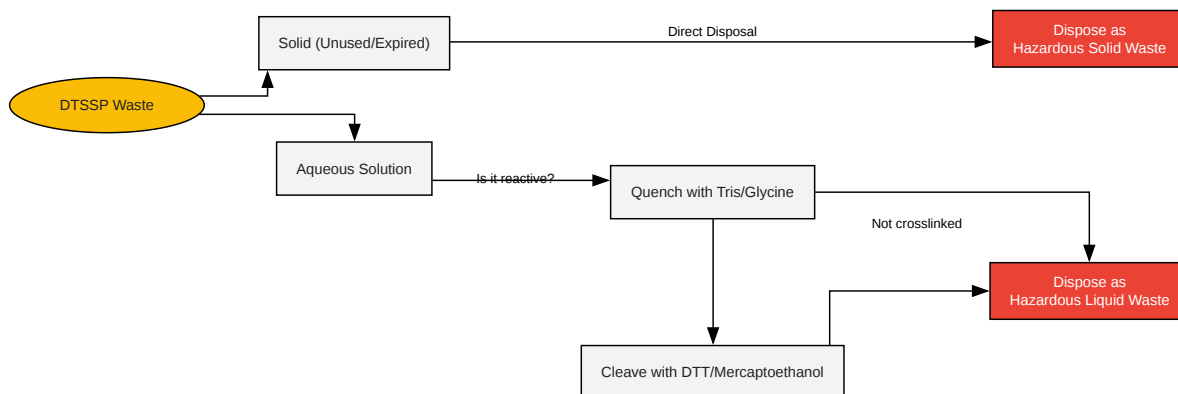 Direct Disposal
Dispose as
Hazardous Solid Waste
Solid (Unused/Expired)
DTSSP Waste
Aqueous Solution
Is it reactive?
Quench with Tris/Glycine
Not crosslinked
Dispose as
Hazardous Liquid Waste
Cleave with DTT/Mercaptoethanol